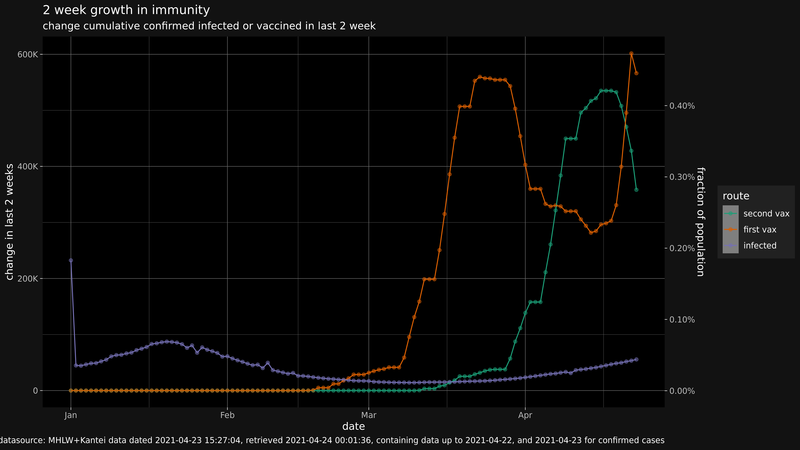 2 week growth in immunity
change cumulative confirmed infected or vaccined in last 2 week
600K
400K
200K
0
change in last 2 weeks
0.40%
0.30%
0.20%
0.10%
0.00%
fraction of population
route
second vax
first vax
infected
Jan
Feb
Mar
Apr
date
datasource: MHLW+Kantei data dated 2021-04-23 15:27:04, retrieved 2021-04-24 00:01:36, containing data up to 2021-04-22, and 2021-04-23 for confirmed cases